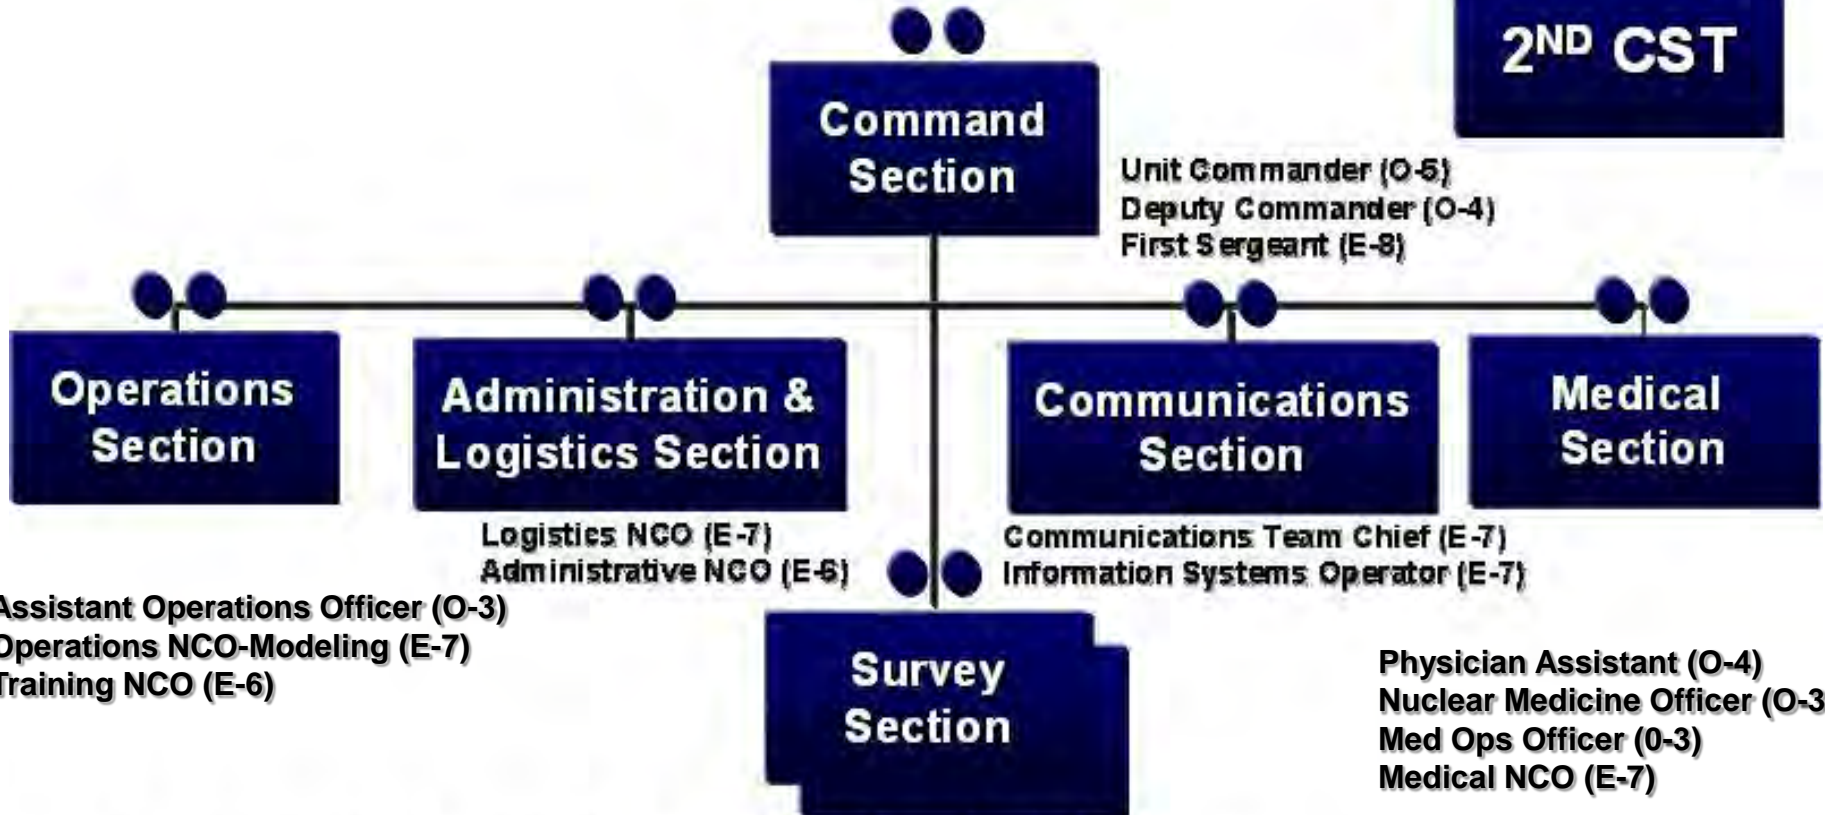 2ND CST
Command
Section
Unit Commander (O-5)
Deputy Commander (O-4)
First Sergeant (E-8)
Operations
Section
Administration &
Logistics Section
Communications
Section
Medical
Section
Logistics NCO (E-7)
Administrative NCO (E-6)
Communications Team Chief (E-7)
Information Systems Operator (E-7)
Assistant Operations Officer (O-3)
Operations NCO-Modeling (E-7)
Training NCO (E-6)
Survey
Section
Physician Assistant (O-4)
Nuclear Medicine Officer (O-3
Med Ops Officer (0-3)
Medical NCO (E-7)